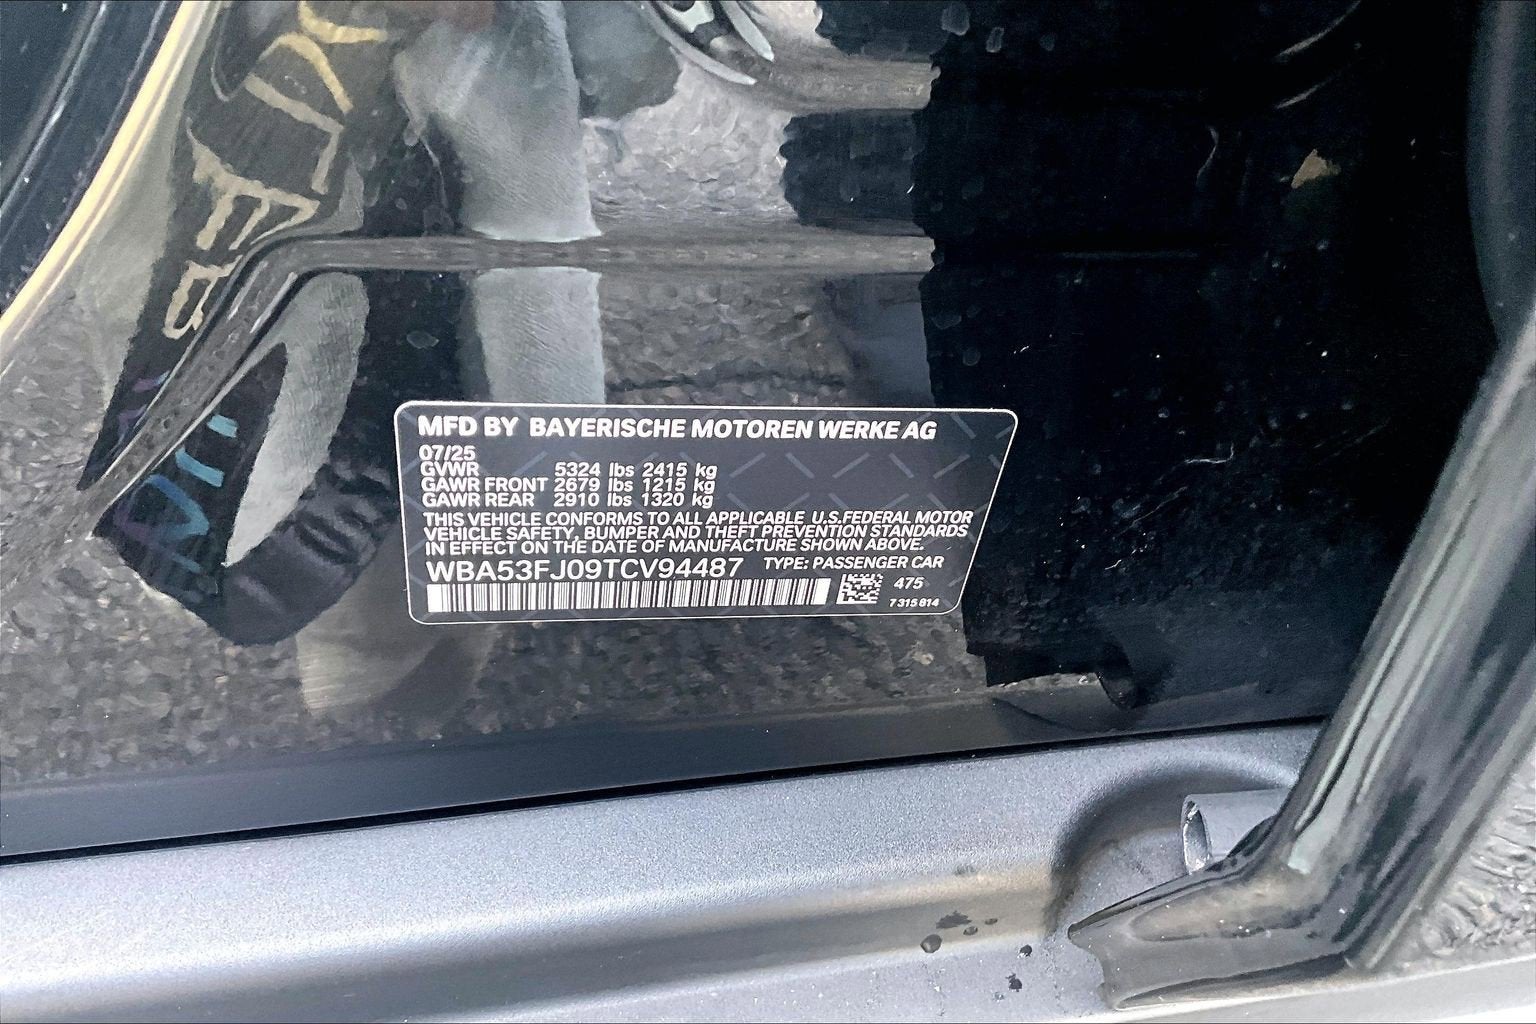 MFD BY BAYERISCHE MOTOREN WERKE AG
07/25
GVWR 5324 lbs 2415 kg
GAWR FRONT 2679 lbs 1215 kg
GAWR REAR 2910 lbs 1320 kg
THIS VEHICLE CONFORMS TO ALL APPLICABLE U.S.FEDERAL MOTOR
VEHICLE SAFETY, BUMPER AND THEFT PREVENTION STANDARDS
IN EFFECT ON THE DATE OF MANUFACTURE SHOWN ABOVE.
WBA53FJ09TCV94487 TYPE: PASSENGER CAR
475
7 315 814